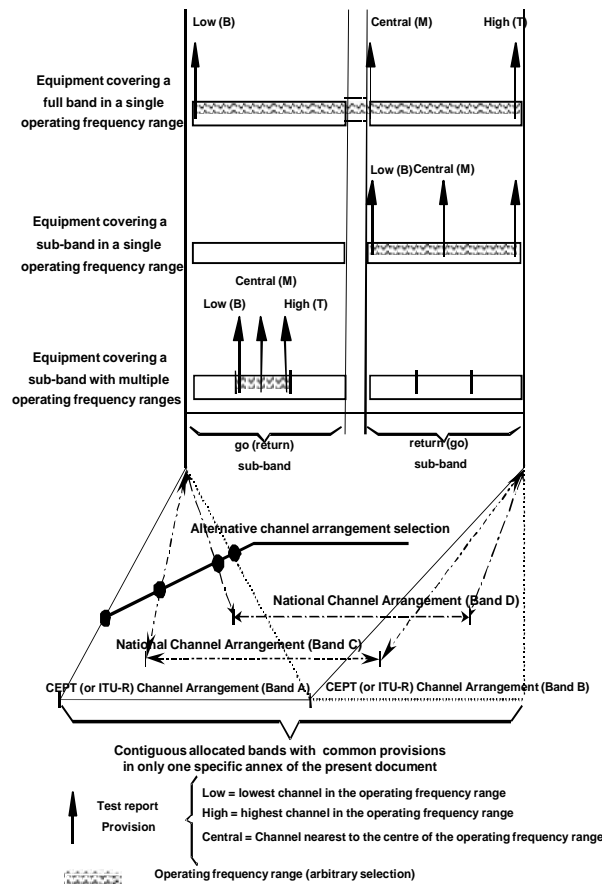 Low (B)
Central (M)
High (T)
Equipment covering a
full band in a single
operating frequency range
Low (B)
Central (M)
Equipment covering a
sub-band in a single
operating frequency range
Central (M)
Low (B)
High (T)
Equipment covering a
sub-band with multiple
operating frequency ranges
go (return)
sub-band
return (go)
sub-band
Alternative channel arrangement selection
National Channel Arrangement (Band D)
National Channel Arrangement (Band C)
CEPT (or ITU-R) Channel Arrangement (Band A)
CEPT (or ITU-R) Channel Arrangement (Band B)
Contiguous allocated bands with common provisions
in only one specific annex of the present document
Test report
Provision
Low = lowest channel in the operating frequency range
High = highest channel in the operating frequency range
Central = Channel nearest to the centre of the operating frequency range
Operating frequency range (arbitrary selection)